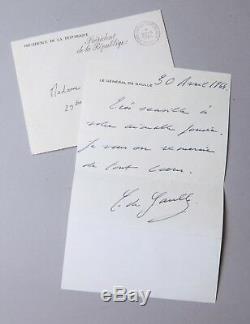 PRÉSIDENCE DE LA RÉPUBLIQUE
Président
de la République
Madame
LE GÉNÉRAL DE GAULLE
30 Avril
Très sensible à
votre aimable pensée.
Je vous en remercie
de tout cœur.
C. de Gaulle